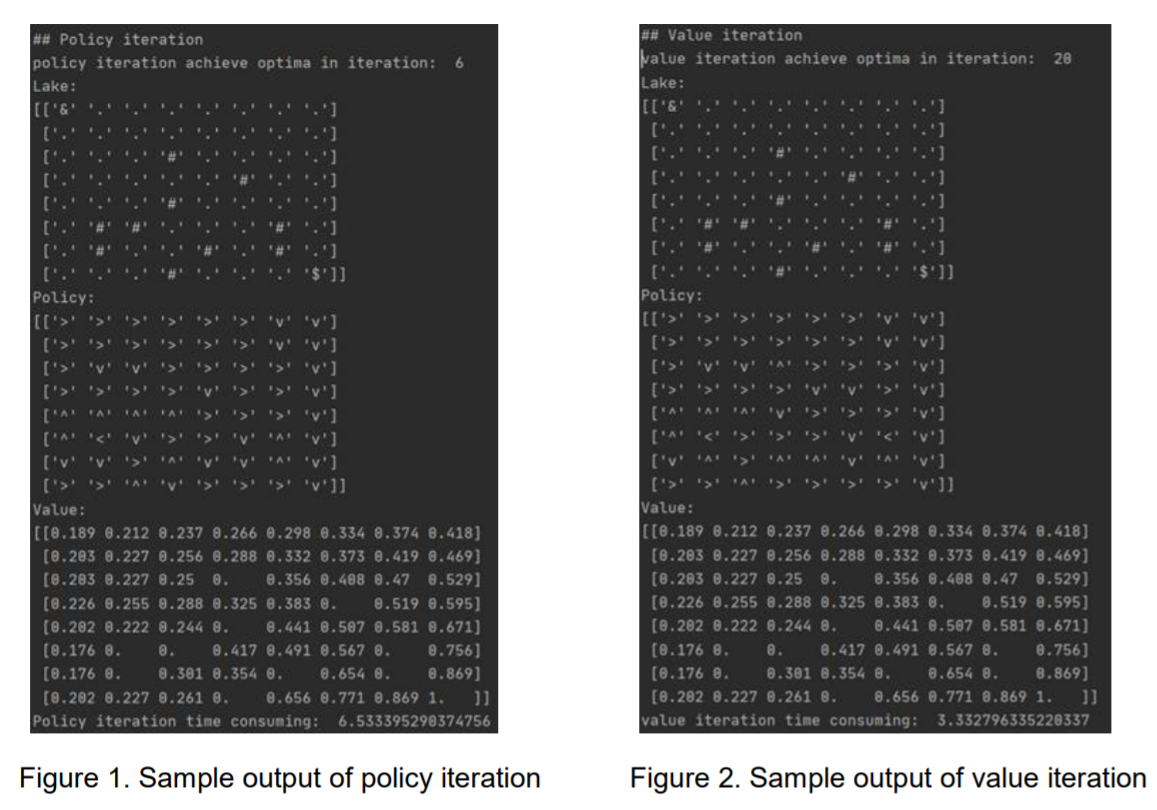 ## Policy iteration
policy iteration achieve optima in iteration:  6
Lake:
[['&' '.' '.' '.' '.' '.' '.' '.']
 ['.' '.' '.' '.' '.' '.' '.' '.']
 ['.' '.' '.' '#' '.' '.' '.' '.']
 ['.' '.' '.' '.' '.' '#' '.' '.']
 ['.' '.' '.' '#' '.' '.' '.' '.']
 ['.' '#' '#' '.' '.' '.' '#' '.']
 ['.' '#' '.' '.' '#' '.' '#' '.']
 ['.' '.' '.' '#' '.' '.' '.' '$']]
Policy:
[['>' '>' '>' '>' '>' '>' 'v' 'v']
 ['>' '>' '>' '>' '>' '>' 'v' 'v']
 ['>' 'v' 'v' '>' '>' '>' '>' 'v']
 ['>' '>' '>' '>' 'v' '>' '>' 'v']
 ['^' '^' '^' '^' '>' '>' '>' 'v']
 ['^' '<' 'v' '>' '>' 'v' '^' 'v']
 ['v' 'v' '>' '^' 'v' 'v' '^' 'v']
 ['>' '>' '^' 'v' '>' '>' '>' 'v']]
Value:
[[0.189 0.212 0.237 0.266 0.298 0.334 0.374 0.418]
 [0.203 0.227 0.256 0.288 0.332 0.373 0.419 0.469]
 [0.203 0.227 0.25  0.    0.356 0.408 0.47  0.529]
 [0.226 0.255 0.288 0.325 0.383 0.    0.519 0.595]
 [0.202 0.222 0.244 0.    0.441 0.507 0.581 0.671]
 [0.176 0.    0.    0.417 0.491 0.567 0.    0.756]
 [0.176 0.    0.301 0.354 0.    0.654 0.    0.869]
 [0.202 0.227 0.261 0.    0.656 0.771 0.869 1.   ]]
Policy iteration time consuming:  6.533395290374756
Figure 1. Sample output of policy iteration
## Value iteration
value iteration achieve optima in iteration:  20
Lake:
[['&' '.' '.' '.' '.' '.' '.' '.']
 ['.' '.' '.' '.' '.' '.' '.' '.']
 ['.' '.' '.' '#' '.' '.' '.' '.']
 ['.' '.' '.' '.' '.' '#' '.' '.']
 ['.' '.' '.' '#' '.' '.' '.' '.']
 ['.' '#' '#' '.' '.' '.' '#' '.']
 ['.' '#' '.' '.' '#' '.' '#' '.']
 ['.' '.' '.' '#' '.' '.' '.' '$']]
Policy:
[['>' '>' '>' '>' '>' '>' 'v' 'v']
 ['>' '>' '>' '>' '>' '>' 'v' 'v']
 ['>' 'v' 'v' '^' '>' '>' '>' 'v']
 ['>' '>' '>' '>' 'v' 'v' '>' 'v']
 ['^' '^' '^' 'v' '>' '>' '>' 'v']
 ['^' '<' '>' '>' '>' 'v' '<' 'v']
 ['v' '^' '>' '^' '^' 'v' '^' 'v']
 ['>' '>' '^' '>' '>' '>' '>' 'v']]
Value:
[[0.189 0.212 0.237 0.266 0.298 0.334 0.374 0.418]
 [0.203 0.227 0.256 0.288 0.332 0.373 0.419 0.469]
 [0.203 0.227 0.25  0.    0.356 0.408 0.47  0.529]
 [0.226 0.255 0.288 0.325 0.383 0.    0.519 0.595]
 [0.202 0.222 0.244 0.    0.441 0.507 0.581 0.671]
 [0.176 0.    0.    0.417 0.491 0.567 0.    0.756]
 [0.176 0.    0.301 0.354 0.    0.654 0.    0.869]
 [0.202 0.227 0.261 0.    0.656 0.771 0.869 1.   ]]
value iteration time consuming:  3.332796335220337
Figure 2. Sample output of value iteration